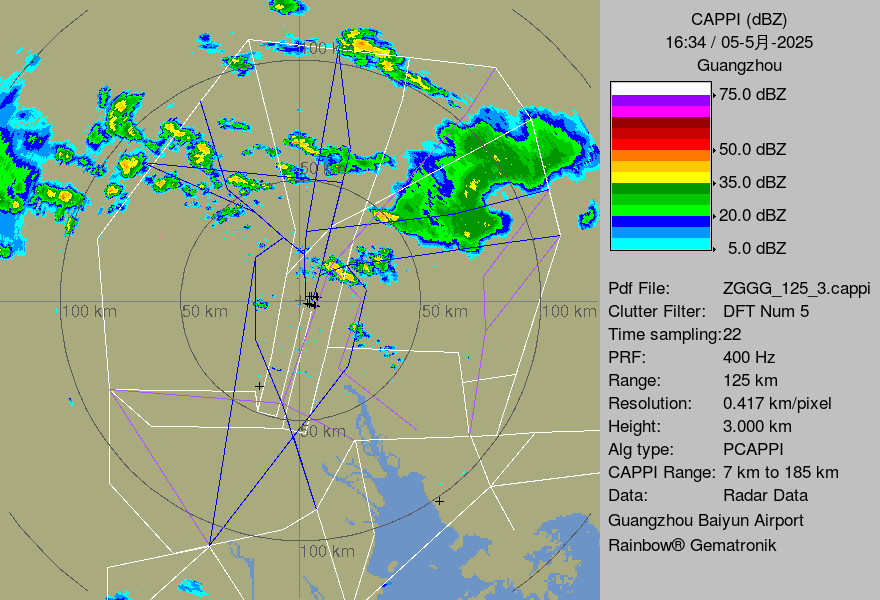 CAPPI (dBZ)
16:34 / 05-5月-2025
Guangzhou
75.0 dBZ
50.0 dBZ
35.0 dBZ
20.0 dBZ
5.0 dBZ
Pdf File: ZGGG_125_3.cappi
Clutter Filter: DFT Num 5
Time sampling:22
PRF: 400 Hz
Range: 125 km
Resolution: 0.417 km/pixel
Height: 3.000 km
Alg type: PCAPPI
CAPPI Range: 7 km to 185 km
Data: Radar Data
Guangzhou Baiyun Airport
Rainbow® Gematronik
100 km
50 km
100 km
50 km
50 km
100 km
50 km
100 km